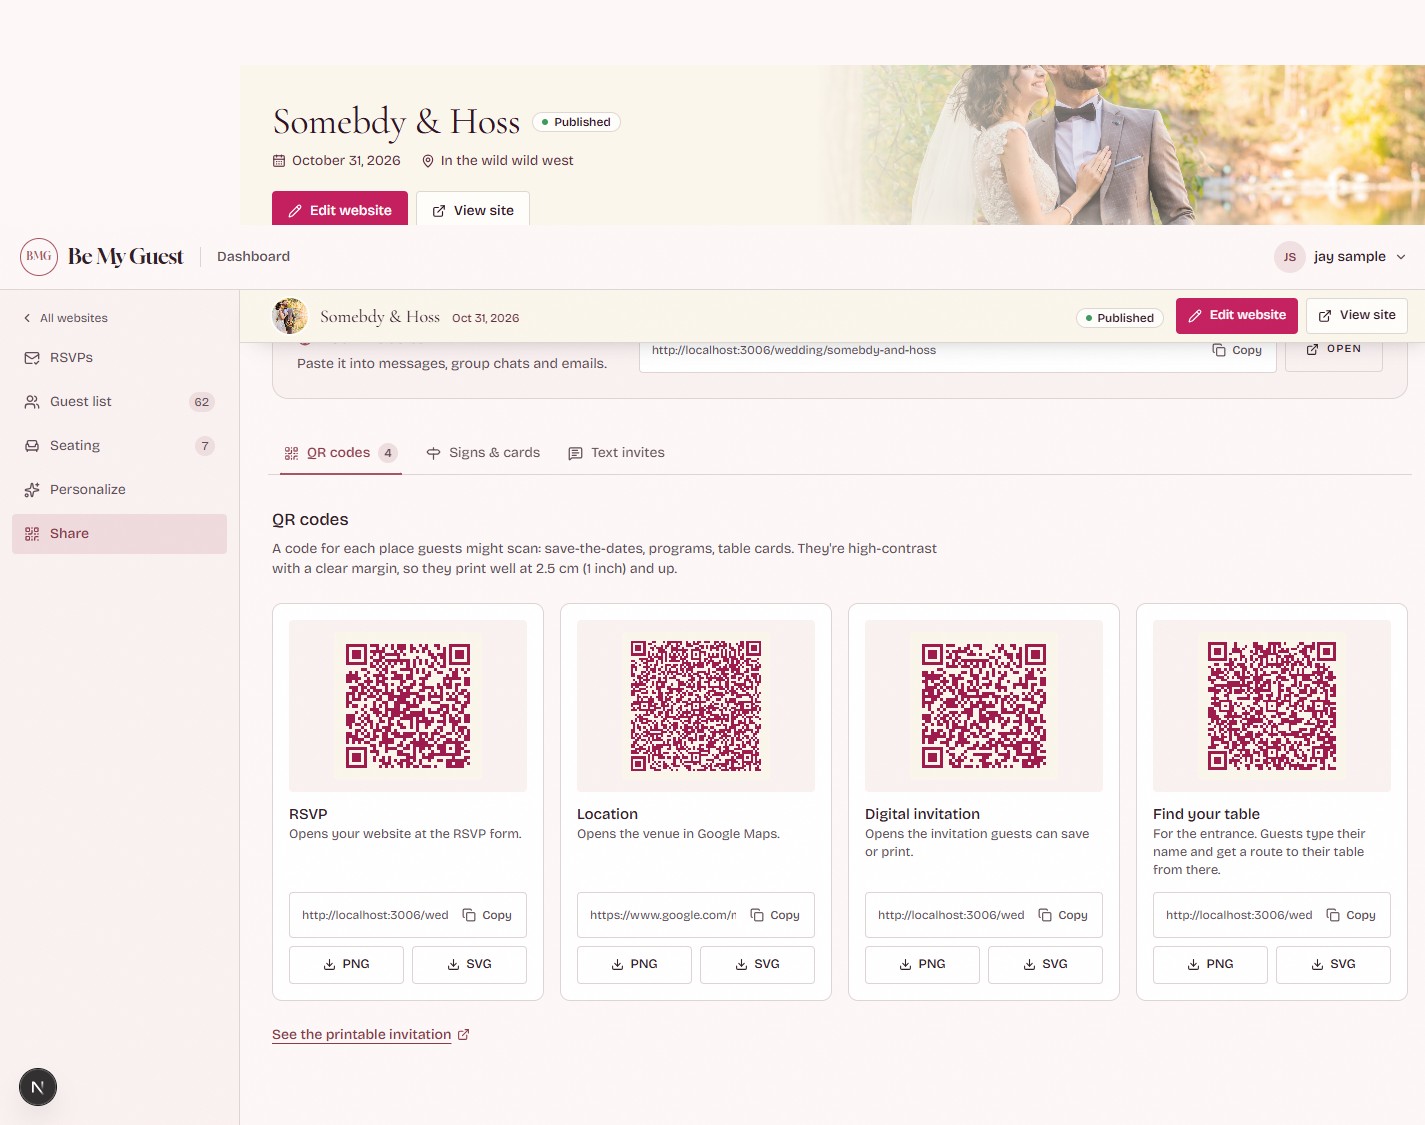 Somebdy & Hoss
Published
October 31, 2026
In the wild wild west
Edit website
View site
BMG
Be My Guest
Dashboard
JS
jay sample
All websites
Somebdy & Hoss
Oct 31, 2026
Published
Edit website
View site
RSVPs
Guest list
62
Seating
7
Personalize
Share
Paste it into messages, group chats and emails.
http://localhost:3006/wedding/somebdy-and-hoss
Copy
OPEN
QR codes
4
Signs & cards
Text invites
QR codes
A code for each place guests might scan: save-the-dates, programs, table cards. They're high-contrast
with a clear margin, so they print well at 2.5 cm (1 inch) and up.
RSVP
Opens your website at the RSVP form.
http://localhost:3006/wed
Copy
PNG
SVG
Location
Opens the venue in Google Maps.
https://www.google.com/
Copy
PNG
SVG
Digital invitation
Opens the invitation guests can save
or print.
http://localhost:3006/wed
Copy
PNG
SVG
Find your table
For the entrance. Guests type their
name and get a route to their table
from there.
http://localhost:3006/wed
Copy
PNG
SVG
See the printable invitation
N